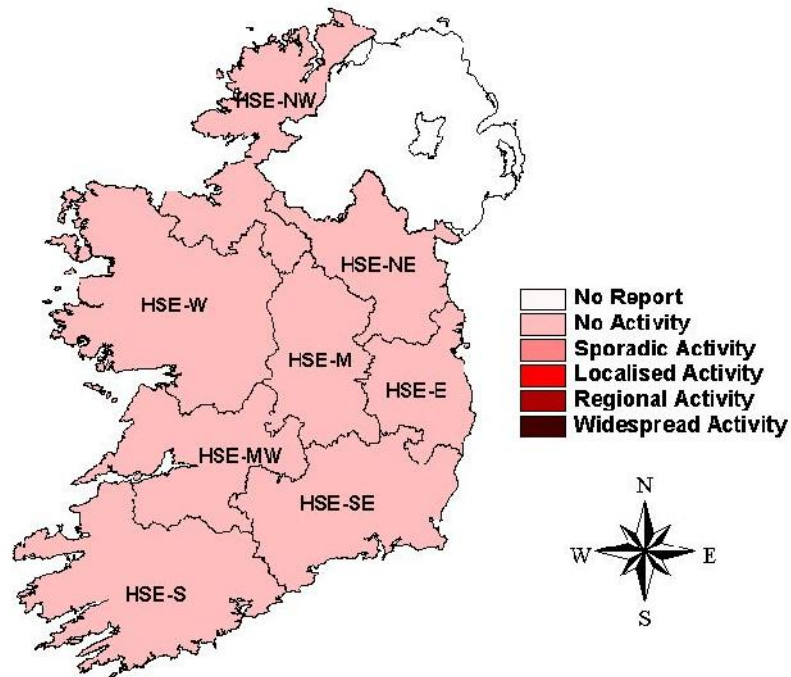 HSE-NW
HSE-NE
HSE-W
HSE-M
HSE-E
HSE-MW
HSE-SE
HSE-S
No Report
No Activity
Sporadic Activity
Localised Activity
Regional Activity
Widespread Activity
N
W E
S